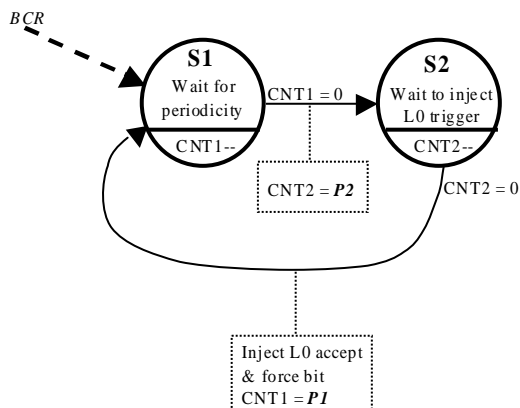 BCR
S1
Wait for
periodicity
CNT1--
CNT1 = 0
S2
Wait to inject
L0 trigger
CNT2--
CNT2 = P2
CNT2 = 0
Inject L0 accept
& force bit
CNT1 = P1